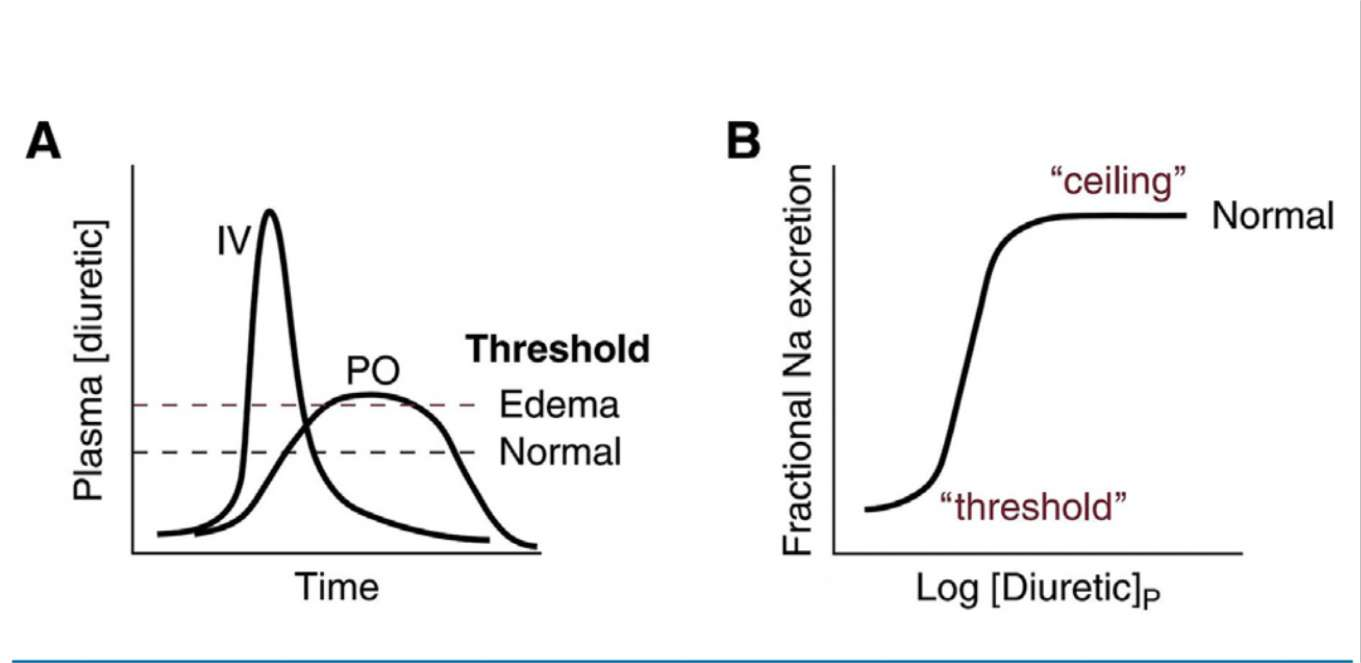 A
Plasma [diuretic]
IV
PO
Threshold
Edema
Normal
Time
B
Fractional Na excretion
“ceiling”
Normal
“threshold”
Log [Diuretic]P